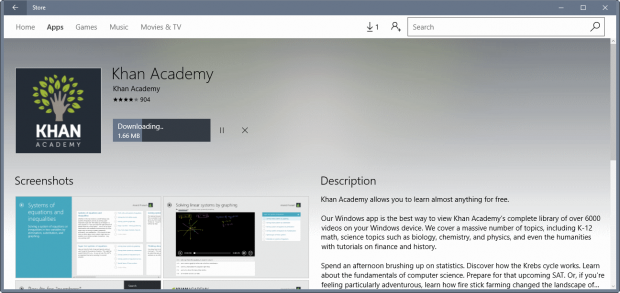 Store
Home Apps Games Music Movies & TV 1 Search
Khan Academy
Khan Academy
904
KHAN
ACADEMY
Downloading...
1.66 MB
Screenshots
Systems of
equations and
inequalities
Solving linear systems by graphing
Description
Khan Academy allows you to learn almost anything for free.
Our Windows app is the best way to view Khan Academy's complete library of over 6000
videos on your Windows device. We cover a massive number of topics, including K-12
math, science topics such as biology, chemistry, and physics, and even the humanities
with tutorials on finance and history.
Spend an afternoon brushing up on statistics. Discover how the Krebs cycle works. Learn
about the fundamentals of computer science. Prepare for that upcoming SAT. Or, if you're
feeling particularly adventurous, learn how fire stick farming changed the landscape of...